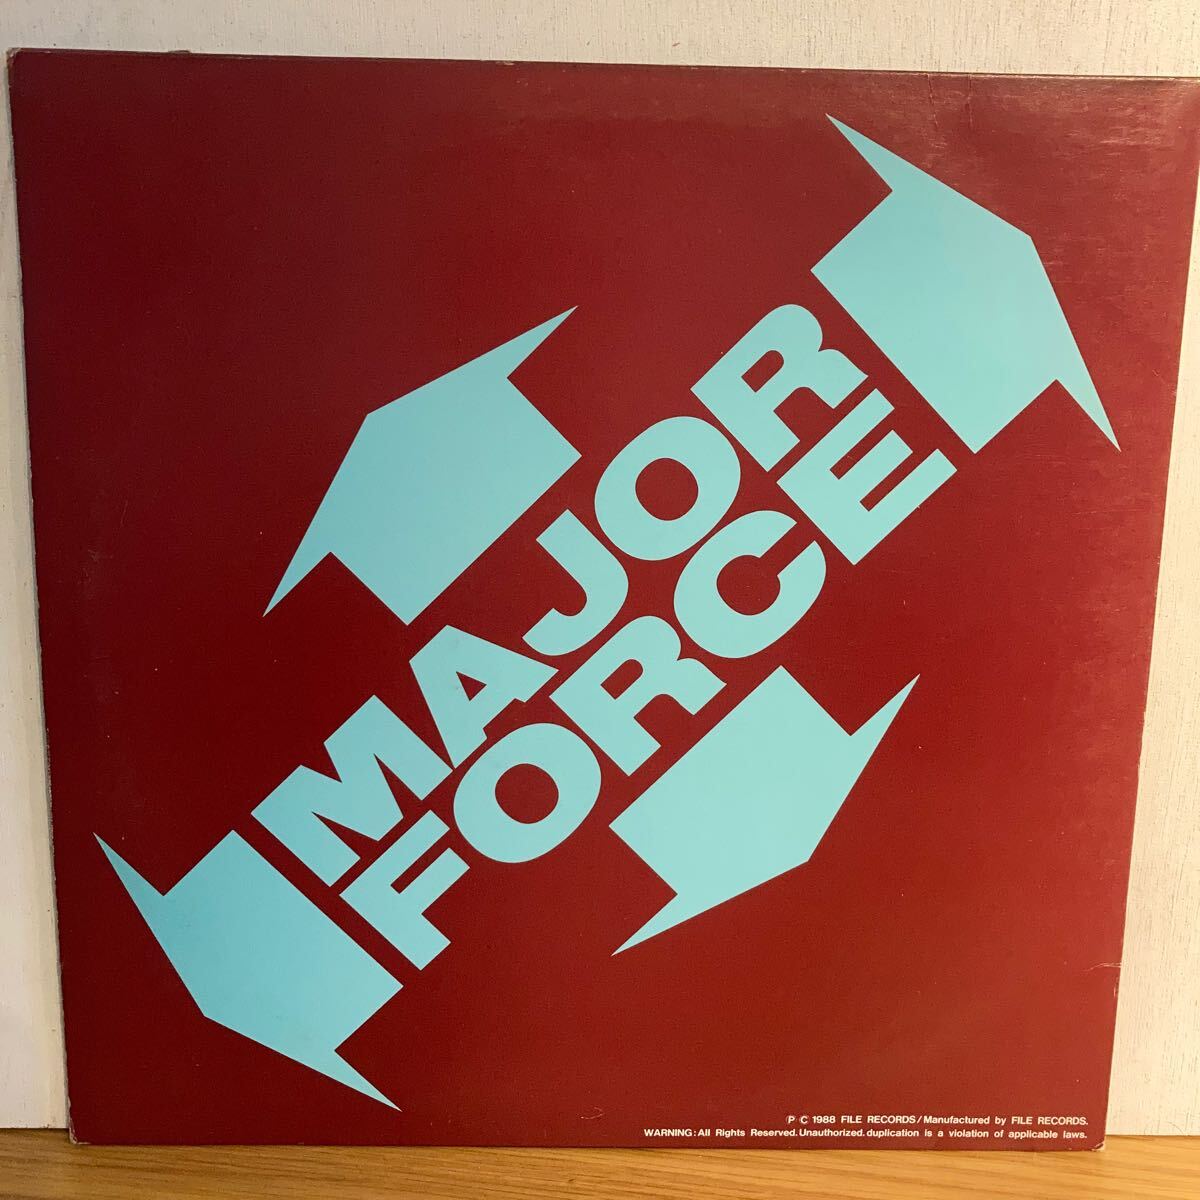 MAJOR
FORCE
Ⓟ Ⓒ 1988 FILE RECORDS/Manufactured by FILE RECORDS.
WARNING:All Rights Reserved.Unauthorized.duplication is a violation of applicable laws.